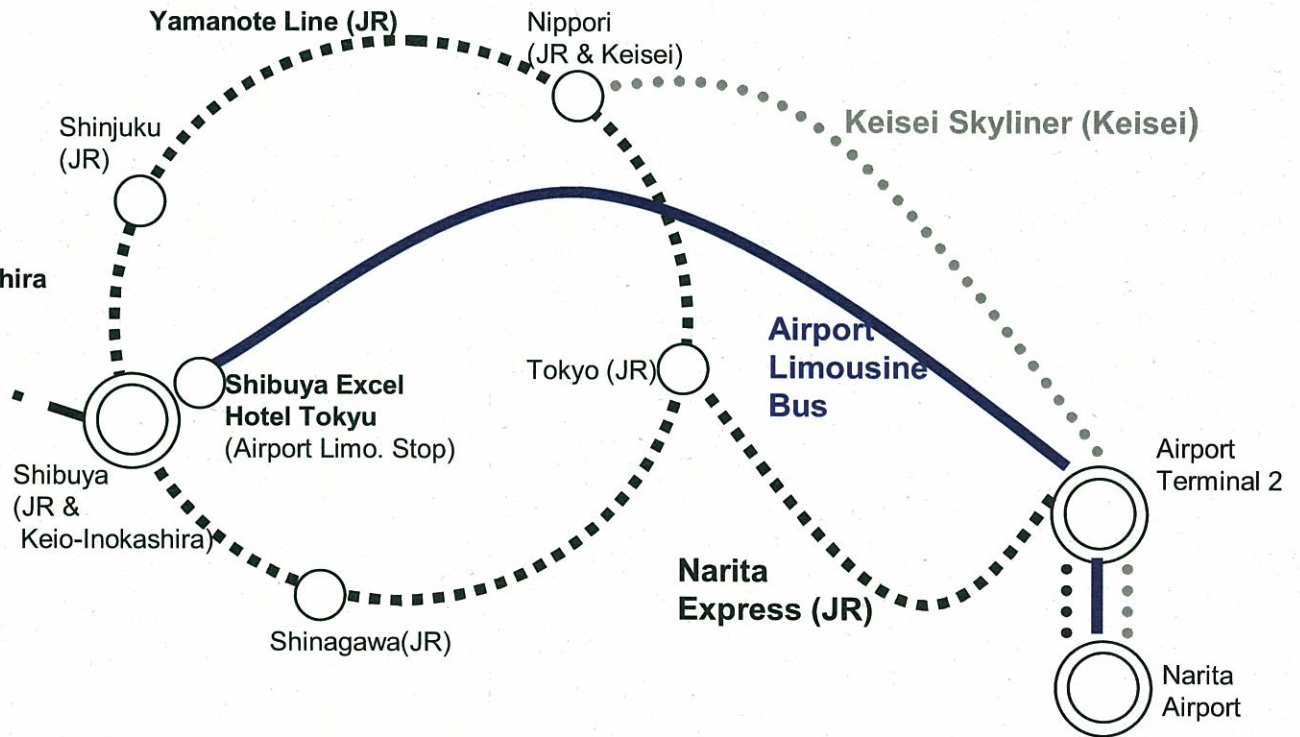 Yamanote Line (JR)
Nippori
(JR & Keisei)
Keisei Skyliner (Keisei)
Shinjuku
(JR)
hira
Shibuya Excel
Hotel Tokyu
(Airport Limo. Stop)
Tokyo (JR)
Airport
Limousine
Bus
Shibuya
(JR &
Keio-Inokashira)
Airport
Terminal 2
Narita
Express (JR)
Shinagawa(JR)
Narita
Airport